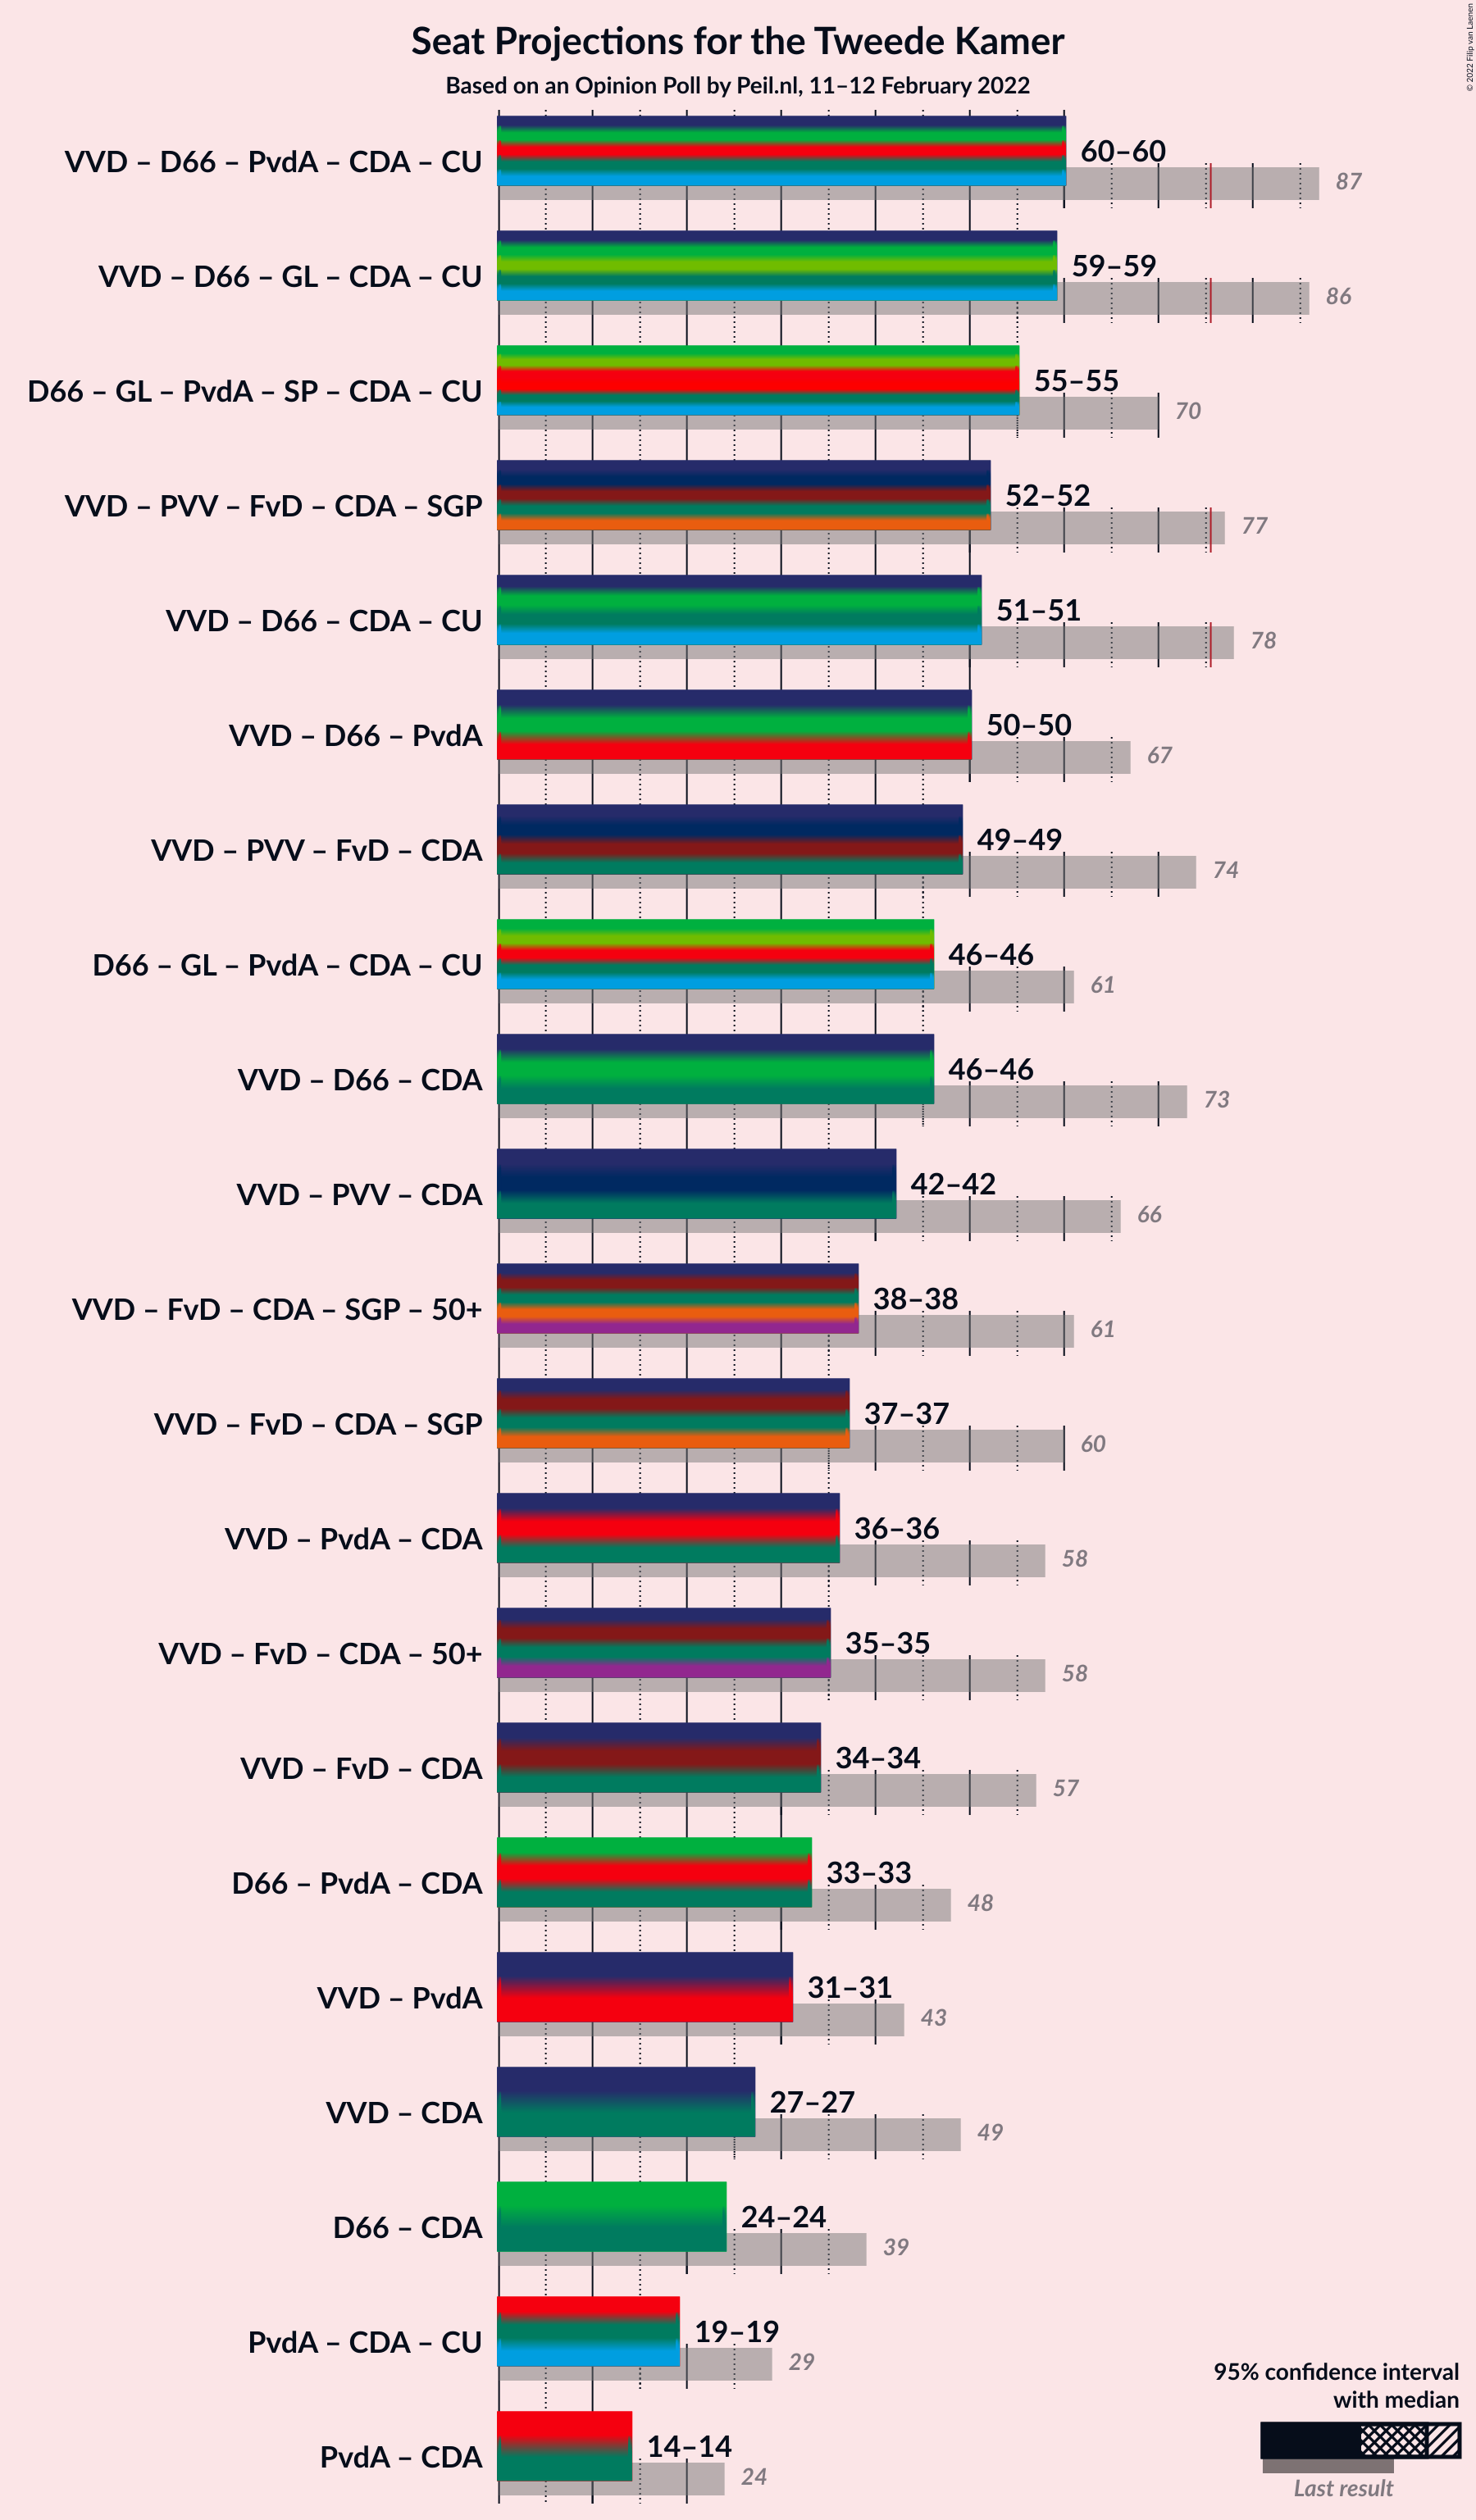 Seat Projections for the Tweede Kamer
Based on an Opinion Poll by Peil.nl, 11–12 February 2022
© 2022 Filip van Laenen
VVD – D66 – PvdA – CDA – CU
60–60
87
VVD – D66 – GL – CDA – CU
59–59
86
D66 – GL – PvdA – SP – CDA – CU
55–55
70
VVD – PVV – FvD – CDA – SGP
52–52
77
VVD – D66 – CDA – CU
51–51
78
VVD – D66 – PvdA
50–50
67
VVD – PVV – FvD – CDA
49–49
74
D66 – GL – PvdA – CDA – CU
46–46
61
VVD – D66 – CDA
46–46
73
VVD – PVV – CDA
42–42
66
VVD – FvD – CDA – SGP – 50+
38–38
61
VVD – FvD – CDA – SGP
37–37
60
VVD – PvdA – CDA
36–36
58
VVD – FvD – CDA – 50+
35–35
58
VVD – FvD – CDA
34–34
57
D66 – PvdA – CDA
33–33
48
VVD – PvdA
31–31
43
VVD – CDA
27–27
49
D66 – CDA
24–24
39
PvdA – CDA – CU
19–19
29
PvdA – CDA
14–14
24
95% confidence interval
with median
Last result